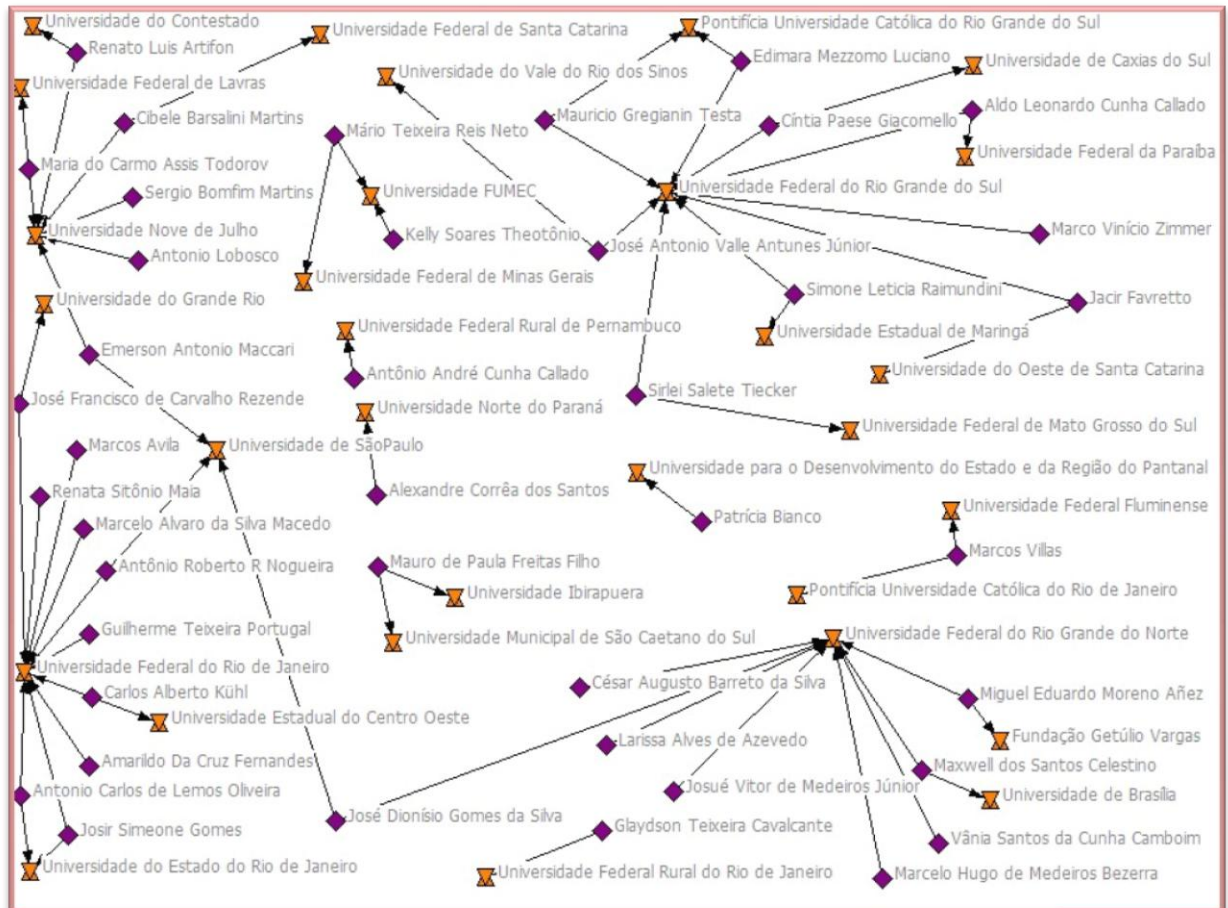 Universidade do Contestado
Renato Luis Artifon
Universidade Federal de Santa Catarina
Pontifícia Universidade Católica do Rio Grande do Sul
Edimara Mezzomo Luciano
Universidade de Caxias do Sul
Universidade Federal de Lavras
Universidade do Vale do Rio dos Sinos
Cibele Barsalini Martins
Mário Teixeira Reis Neto
Mauricio Gregianin Testa
Cíntia Paese Giacomello
Aldo Leonardo Cunha Callado
Universidade Federal da Paraíba
Maria do Carmo Assis Todorov
Sergio Bomfim Martins
Universidade FUMEC
Universidade Federal do Rio Grande do Sul
Universidade Nove de Julho
Kelly Soares Theotônio
José Antonio Valle Antunes Júnior
Marco Vinício Zimmer
Antonio Lobosco
Universidade Federal de Minas Gerais
Simone Leticia Raimundini
Jacir Favretto
Universidade do Grande Rio
Universidade Federal Rural de Pernambuco
Universidade Estadual de Maringá
Emerson Antonio Maccari
Antônio André Cunha Callado
Universidade do Oeste de Santa Catarina
José Francisco de Carvalho Rezende
Universidade Norte do Paraná
Sirlei Salete Tiecker
Universidade Federal de Mato Grosso do Sul
Marcos Avila
Universidade de SãoPaulo
Universidade para o Desenvolvimento do Estado e da Região do Pantanal
Renata Sitônio Maia
Alexandre Corrêa dos Santos
Patrícia Bianco
Universidade Federal Fluminense
Marcelo Alvaro da Silva Macedo
Marcos Villas
Antônio Roberto R Nogueira
Mauro de Paula Freitas Filho
Universidade Ibirapuera
Pontifícia Universidade Católica do Rio de Janeiro
Guilherme Teixeira Portugal
Universidade Municipal de São Caetano do Sul
Universidade Federal do Rio Grande do Norte
Universidade Federal do Rio de Janeiro
César Augusto Barreto da Silva
Miguel Eduardo Moreno Añez
Carlos Alberto Kühl
Universidade Estadual do Centro Oeste
Larissa Alves de Azevedo
Fundação Getúlio Vargas
Amarildo Da Cruz Fernandes
Maxwell dos Santos Celestino
Antonio Carlos de Lemos Oliveira
Josué Vitor de Medeiros Júnior
Universidade de Brasília
José Dionísio Gomes da Silva
Josir Simeone Gomes
Glaydson Teixeira Cavalcante
Vânia Santos da Cunha Camboim
Universidade do Estado do Rio de Janeiro
Universidade Federal Rural do Rio de Janeiro
Marcelo Hugo de Medeiros Bezerra